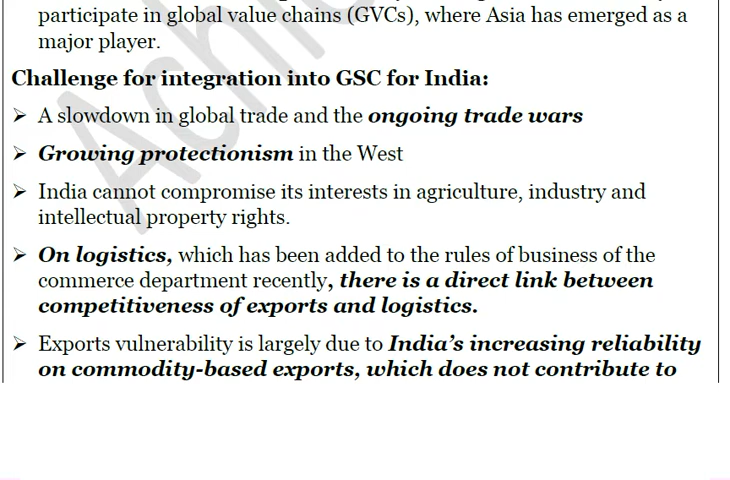 participate in global value chains (GVCs), where Asia has emerged as a
major player.
Challenge for integration into GSC for India:
➢ A slowdown in global trade and the ongoing trade wars
➢ Growing protectionism in the West
➢ India cannot compromise its interests in agriculture, industry and
intellectual property rights.
➢ On logistics, which has been added to the rules of business of the
commerce department recently, there is a direct link between
competitiveness of exports and logistics.
➢ Exports vulnerability is largely due to India's increasing reliability
on commodity-based exports, which does not contribute to